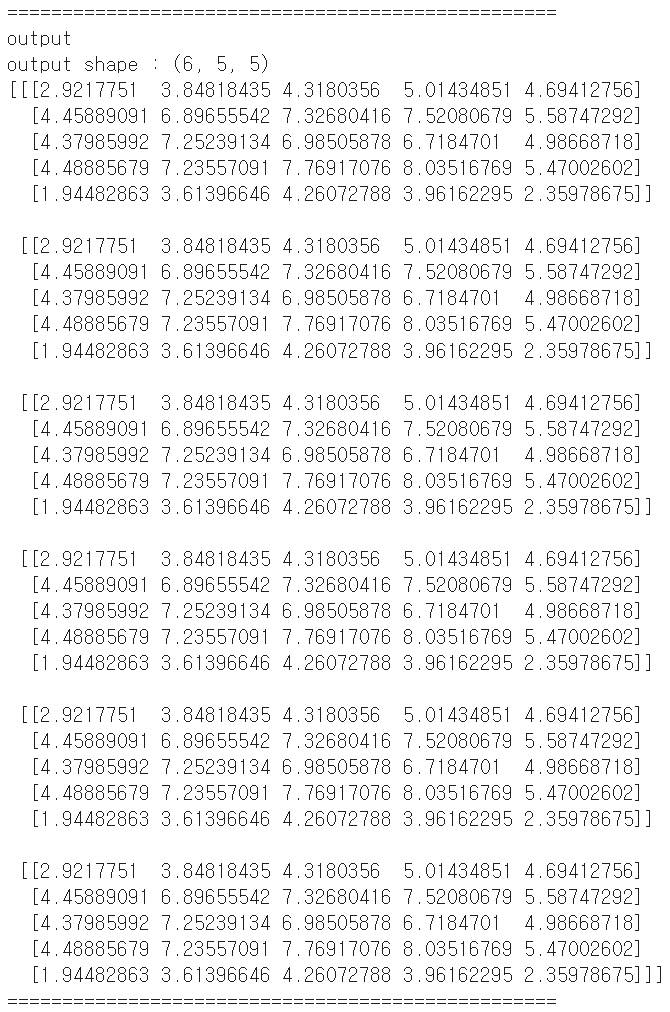 ==================================================
output
output shape : (6, 5, 5)
[[[2.9217751  3.84818435 4.3180356  5.01434851 4.69412756]
  [4.45889091 6.89655542 7.32680416 7.52080679 5.58747292]
  [4.37985992 7.25239134 6.98505878 6.7184701  4.98668718]
  [4.48885679 7.23557091 7.76917076 8.03516769 5.47002602]
  [1.94482863 3.61396646 4.26072788 3.96162295 2.35978675]]

 [[2.9217751  3.84818435 4.3180356  5.01434851 4.69412756]
  [4.45889091 6.89655542 7.32680416 7.52080679 5.58747292]
  [4.37985992 7.25239134 6.98505878 6.7184701  4.98668718]
  [4.48885679 7.23557091 7.76917076 8.03516769 5.47002602]
  [1.94482863 3.61396646 4.26072788 3.96162295 2.35978675]]

 [[2.9217751  3.84818435 4.3180356  5.01434851 4.69412756]
  [4.45889091 6.89655542 7.32680416 7.52080679 5.58747292]
  [4.37985992 7.25239134 6.98505878 6.7184701  4.98668718]
  [4.48885679 7.23557091 7.76917076 8.03516769 5.47002602]
  [1.94482863 3.61396646 4.26072788 3.96162295 2.35978675]]

 [[2.9217751  3.84818435 4.3180356  5.01434851 4.69412756]
  [4.45889091 6.89655542 7.32680416 7.52080679 5.58747292]
  [4.37985992 7.25239134 6.98505878 6.7184701  4.98668718]
  [4.48885679 7.23557091 7.76917076 8.03516769 5.47002602]
  [1.94482863 3.61396646 4.26072788 3.96162295 2.35978675]]

 [[2.9217751  3.84818435 4.3180356  5.01434851 4.69412756]
  [4.45889091 6.89655542 7.32680416 7.52080679 5.58747292]
  [4.37985992 7.25239134 6.98505878 6.7184701  4.98668718]
  [4.48885679 7.23557091 7.76917076 8.03516769 5.47002602]
  [1.94482863 3.61396646 4.26072788 3.96162295 2.35978675]]

 [[2.9217751  3.84818435 4.3180356  5.01434851 4.69412756]
  [4.45889091 6.89655542 7.32680416 7.52080679 5.58747292]
  [4.37985992 7.25239134 6.98505878 6.7184701  4.98668718]
  [4.48885679 7.23557091 7.76917076 8.03516769 5.47002602]
  [1.94482863 3.61396646 4.26072788 3.96162295 2.35978675]]]
==================================================